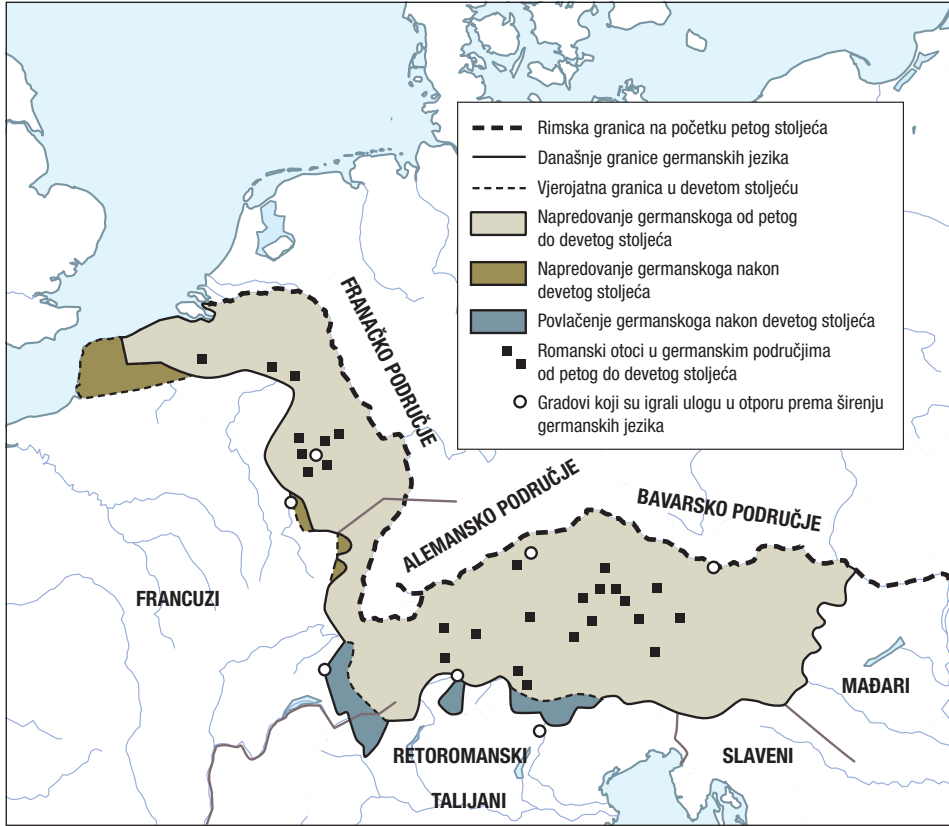 Rimska granica na početku petog stoljeća
Današnje granice germanskih jezika
Vjerojatna granica u devetom stoljeću
Napredovanje germanskoga od petog
do devetog stoljeća
Napredovanje germanskoga nakon
devetog stoljeća
Povlačenje germanskoga nakon devetog stoljeća
Romanski otoci u germanskim područjima
od petog do devetog stoljeća
Gradovi koji su igrali ulogu u otporu prema širenju
germanskih jezika
FRANAČKO PODRUČJE
ALEMANSKO PODRUČJE
BAVARSKO PODRUČJE
FRANCUZI
MAĐARI
RETOROMANSKI
SLAVENI
TALIJANI